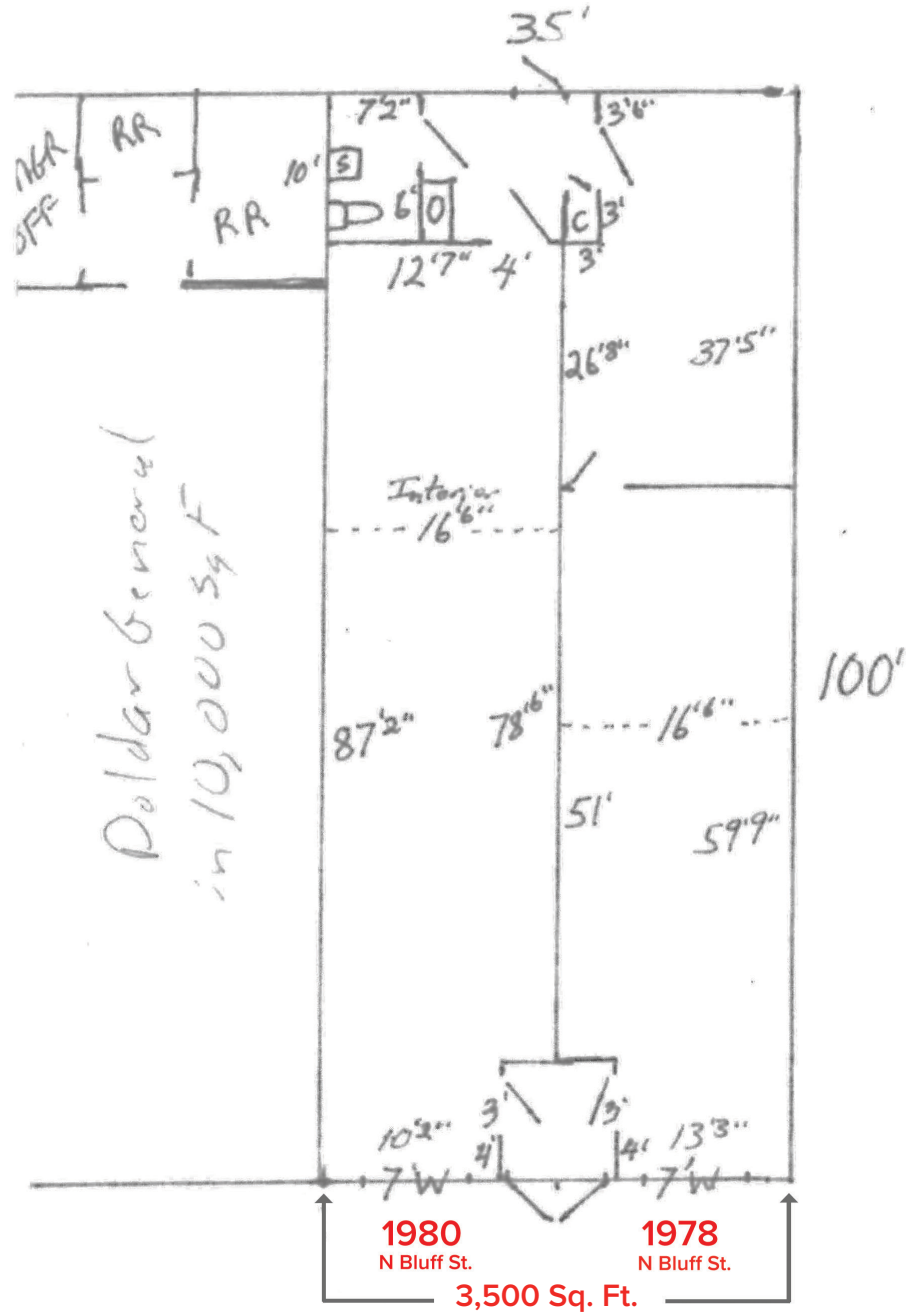 35'
7'2"
3'6"
MGR
OFF
RR
RR
10'
S
6'
O
C
3'
3'
12'7"
4'
26'8"
37'5"
Interior
16'6"
Dollar General
in 10,000 Sq F
87'2"
78'6"
16'6"
100'
51'
59'9"
3'
3'
10'2"
4'
4'
13'3"
7'W
7'W
1980
N Bluff St.
1978
N Bluff St.
3,500 Sq. Ft.